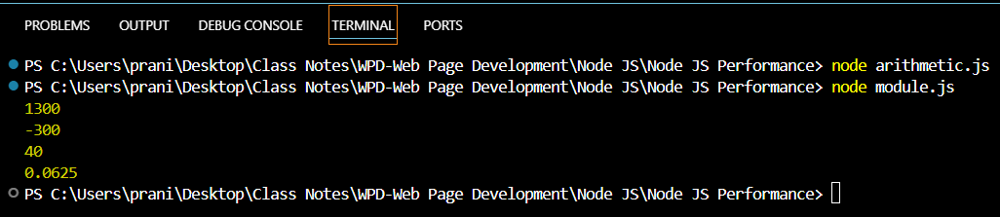 PROBLEMS OUTPUT DEBUG CONSOLE TERMINAL PORTS
PS C:\Users\prani\Desktop\Class Notes\WPD-Web Page Development\Node JS\Node JS Performance> node arithmetic.js
PS C:\Users\prani\Desktop\Class Notes\WPD-Web Page Development\Node JS\Node JS Performance> node module.js
1300
-300
40
0.0625
PS C:\Users\prani\Desktop\Class Notes\WPD-Web Page Development\Node JS\Node JS Performance>